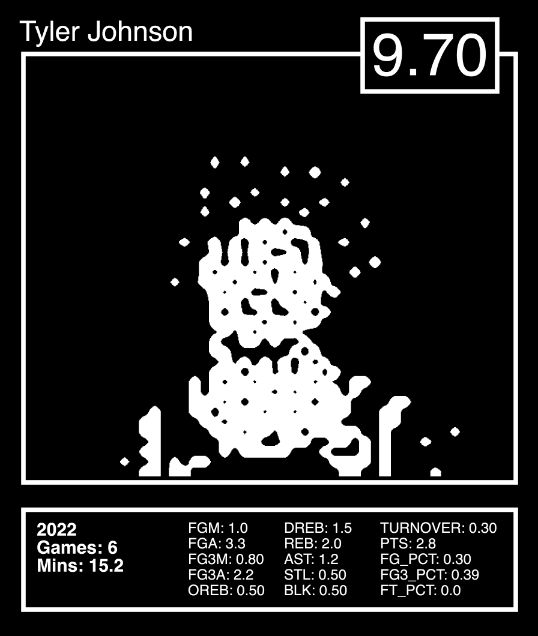 Tyler Johnson
9.70
2022
Games: 6
Mins: 15.2
FGM: 1.0
FGA: 3.3
FG3M: 0.80
FG3A: 2.2
OREB: 0.50
DREB: 1.5
REB: 2.0
AST: 1.2
STL: 0.50
BLK: 0.50
TURNOVER: 0.30
PTS: 2.8
FG_PCT: 0.30
FG3_PCT: 0.39
FT_PCT: 0.0